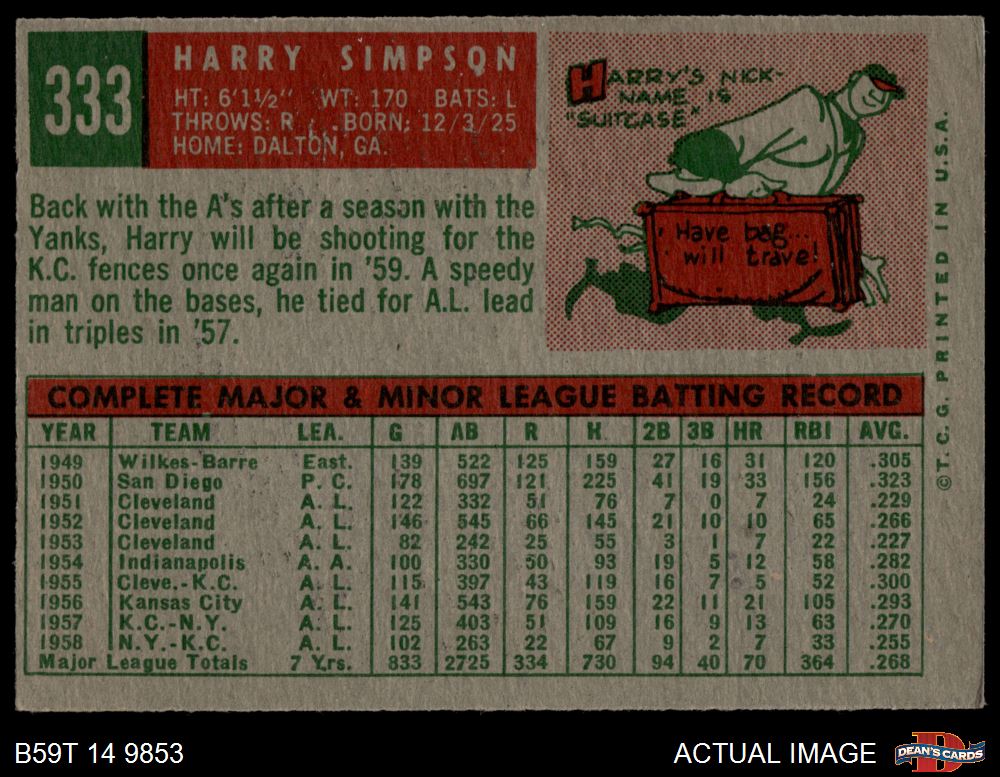 333
HARRY SIMPSON
HT: 6'1½" WT: 170 BATS: L
THROWS: R BORN: 12/3/25
HOME: DALTON, GA.
Back with the A's after a season with the
Yanks, Harry will be shooting for the
K.C. fences once again in '59. A speedy
man on the bases, he tied for A.L. lead
in triples in '57.
HARRY'S NICK-
NAME IS
"SUITCASE"
Have bag...
will travel!
COMPLETE MAJOR & MINOR LEAGUE BATTING RECORD
YEAR TEAM LEA. G AB R H 2B 3B HR RBI AVG.
1949 Wilkes-Barre East. 139 522 125 159 27 16 31 120 .305
1950 San Diego P. C. 178 697 121 225 41 19 33 156 .323
1951 Cleveland A. L. 122 332 51 76 7 0 7 24 .229
1952 Cleveland A. L. 146 545 66 145 21 10 10 65 .266
1953 Cleveland A. L. 82 242 25 55 3 1 7 22 .227
1954 Indianapolis A. A. 100 330 50 93 19 5 12 58 .282
1955 Cleve.-K.C. A. L. 115 397 43 119 16 7 5 52 .300
1956 Kansas City A. L. 141 543 76 159 22 11 21 105 .293
1957 K.C.-N.Y. A. L. 125 403 51 109 16 9 13 63 .270
1958 N.Y.-K.C. A. L. 102 263 22 67 9 2 7 33 .255
Major League Totals 7 Yrs. 833 2725 334 730 94 40 70 364 .268
©T. C. G. PRINTED IN U.S.A.
B59T 14 9853
ACTUAL IMAGE
D
DEAN'S CARDS